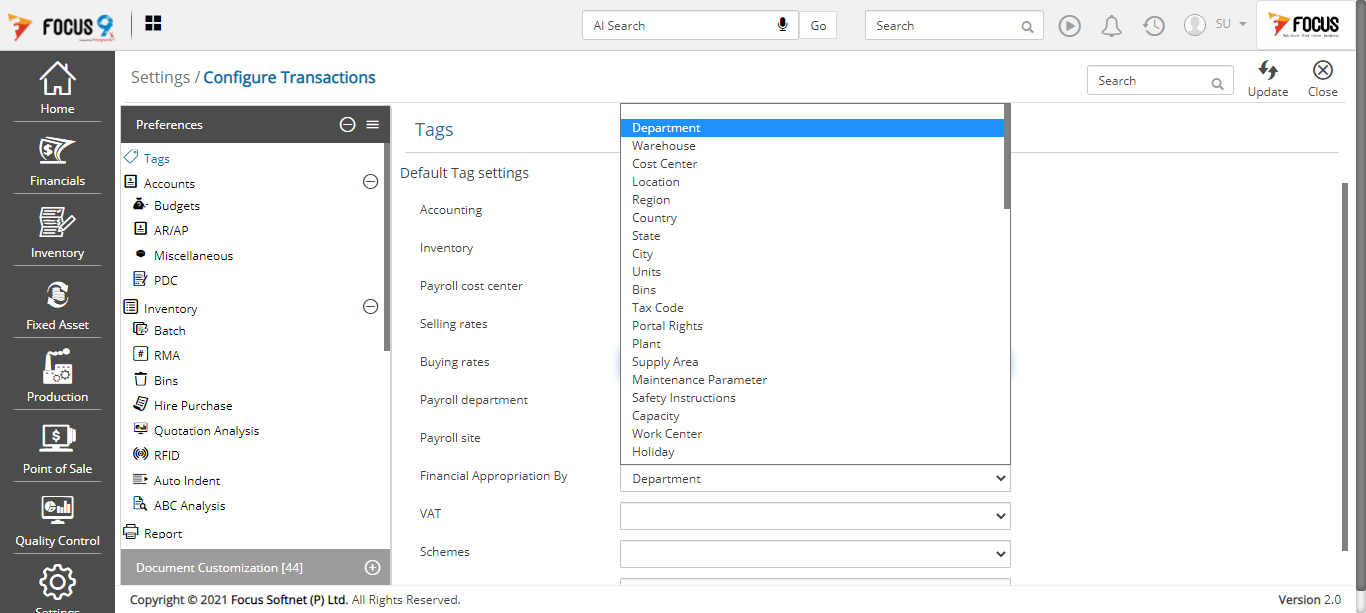 FOCUS 9
AI Search
Go
Search
SU
FOCUS
Home
Financials
Inventory
Fixed Asset
Production
Point of Sale
Quality Control
Settings
Settings / Configure Transactions
Search
Update
Close
Preferences
Tags
Accounts
Budgets
AR/AP
Miscellaneous
PDC
Inventory
Batch
RMA
Bins
Hire Purchase
Quotation Analysis
RFID
Auto Indent
ABC Analysis
Report
Document Customization [44]
Tags
Default Tag settings
Accounting
Inventory
Payroll cost center
Selling rates
Buying rates
Payroll department
Payroll site
Financial Appropriation By
Department
VAT
Schemes
Department
Warehouse
Cost Center
Location
Region
Country
State
City
Units
Bins
Tax Code
Portal Rights
Plant
Supply Area
Maintenance Parameter
Safety Instructions
Capacity
Work Center
Holiday
Copyright © 2021 Focus Softnet (P) Ltd. All Rights Reserved.
Version 2.0